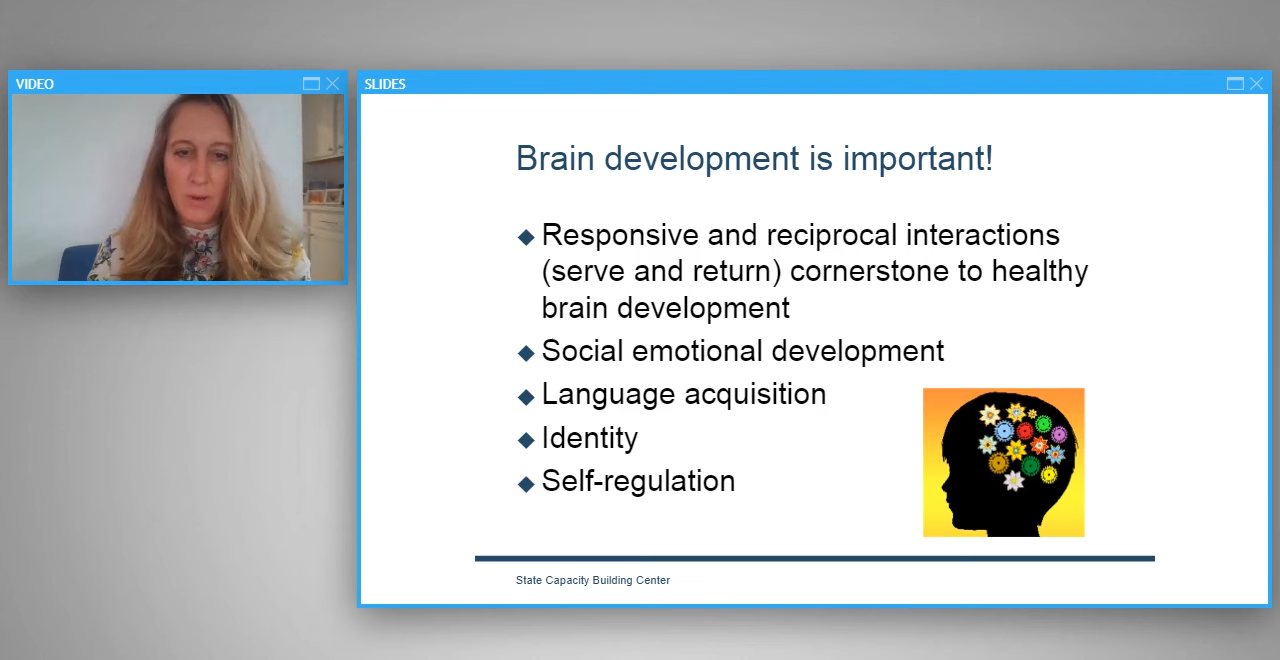 VIDEO
SLIDES
Brain development is important!
Responsive and reciprocal interactions
(serve and return) cornerstone to healthy
brain development
Social emotional development
Language acquisition
Identity
Self-regulation
State Capacity Building Center